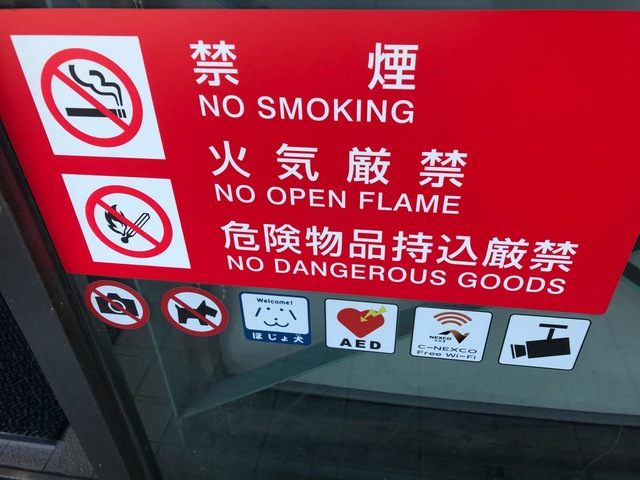 禁煙
NO SMOKING
火気厳禁
NO OPEN FLAME
危険物品持込厳禁
NO DANGEROUS GOODS
Welcome!
ほじょ犬
AED
NEXCO
C-NEXCO
Free Wi-Fi